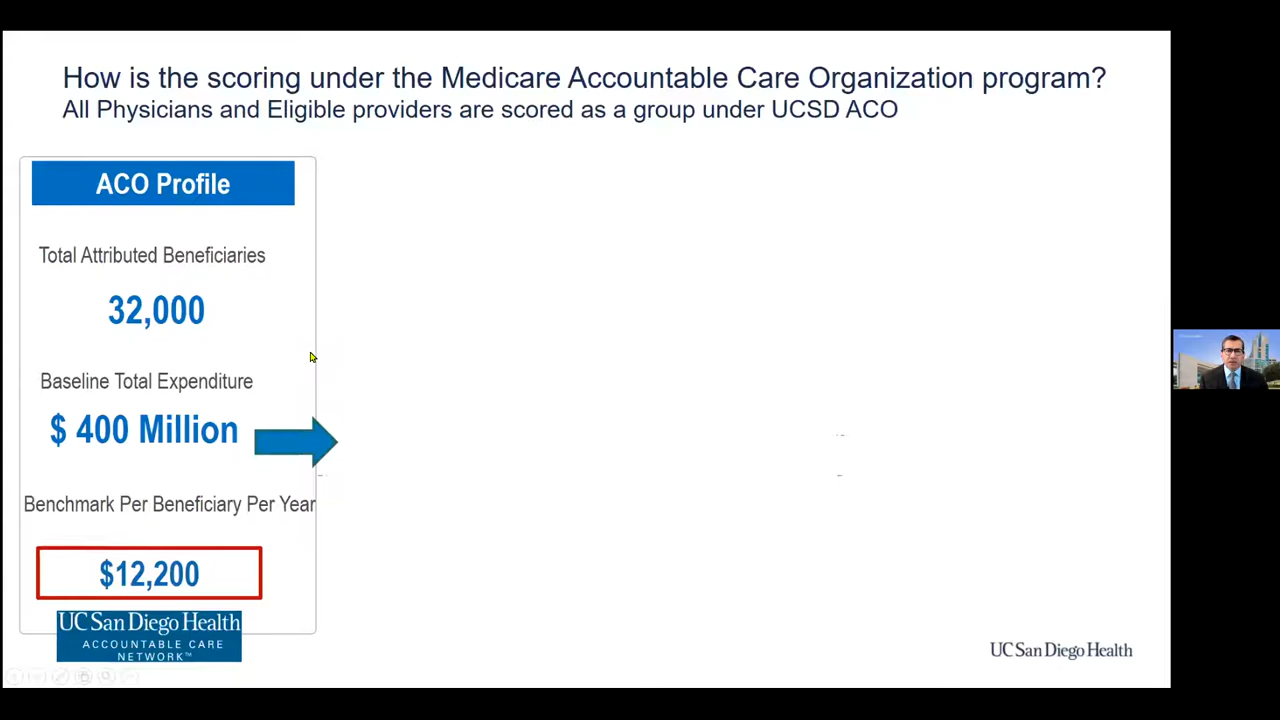 How is the scoring under the Medicare Accountable Care Organization program?
All Physicians and Eligible providers are scored as a group under UCSD ACO
ACO Profile
Total Attributed Beneficiaries
32,000
Baseline Total Expenditure
$ 400 Million
Benchmark Per Beneficiary Per Year
$12,200
UC San Diego Health
ACCOUNTABLE CARE
NETWORK™
UC San Diego Health